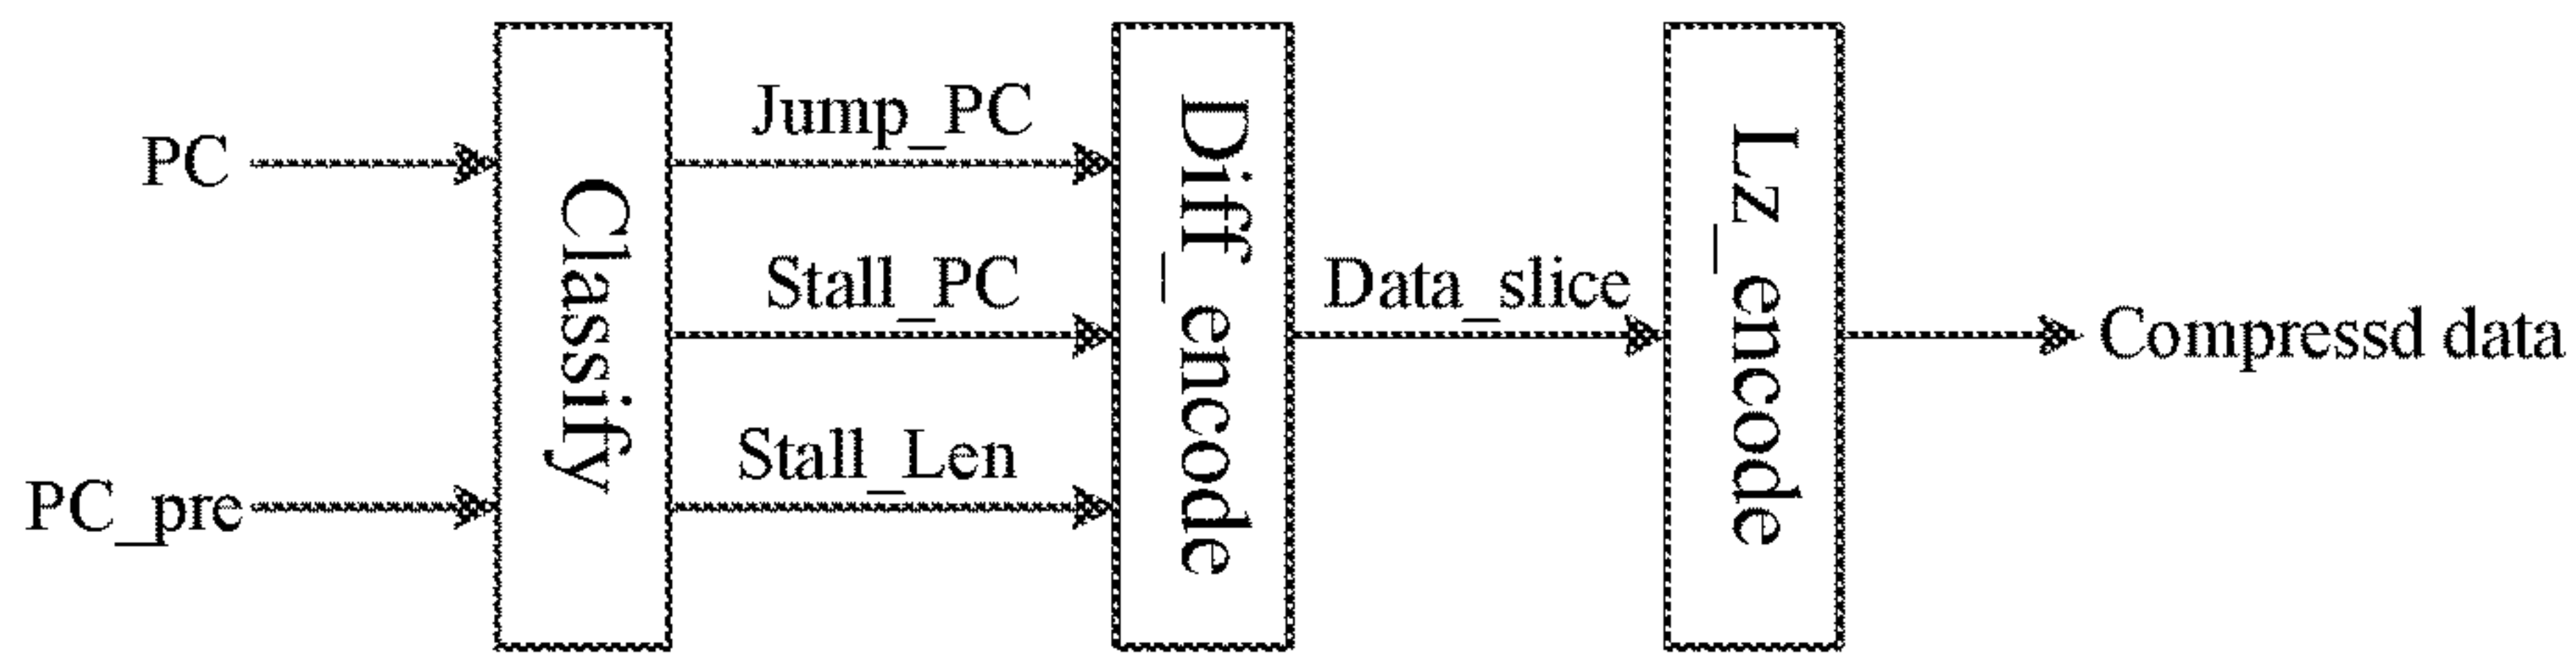 PC
PC_pre
Classify
Jump_PC
Stall_PC
Stall_Len
Diff_encode
Data_slice
Lz_encode
Compressd data